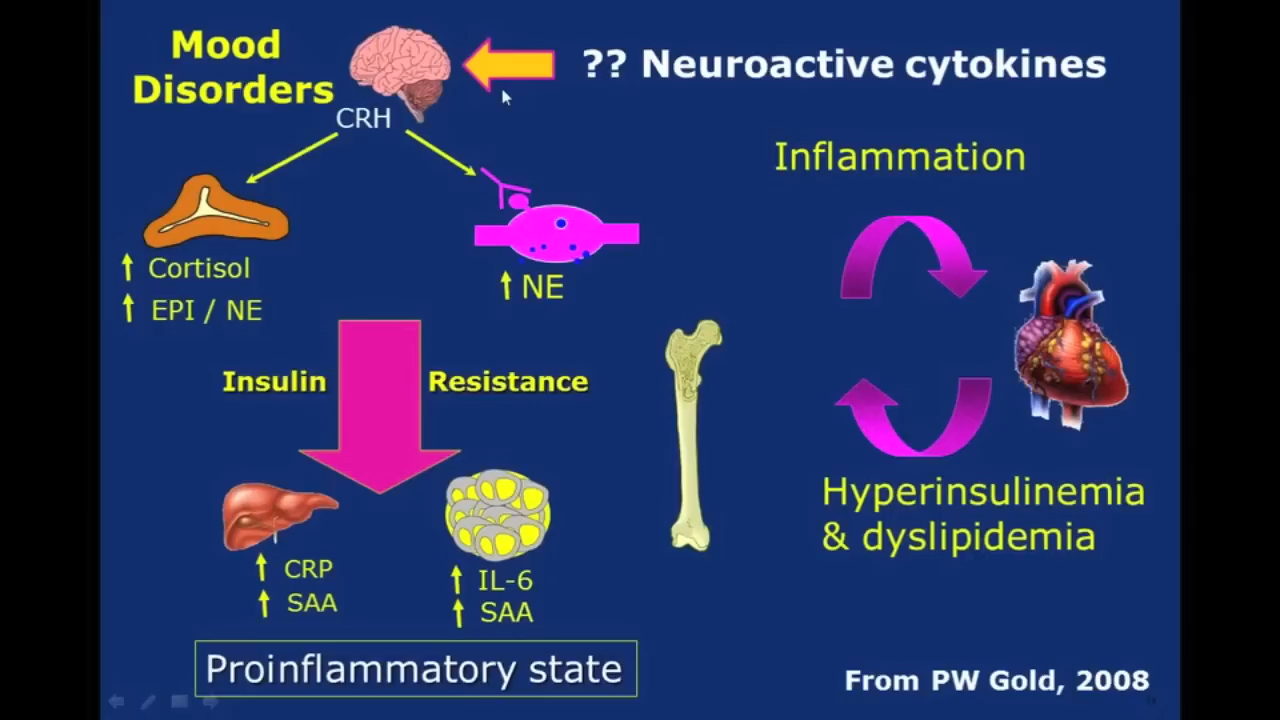 Mood
Disorders
?? Neuroactive cytokines
CRH
Inflammation
↑ Cortisol
↑ EPI / NE
↑ NE
Insulin Resistance
Hyperinsulinemia
& dyslipidemia
↑ CRP
↑ SAA
↑ IL-6
↑ SAA
Proinflammatory state
From PW Gold, 2008